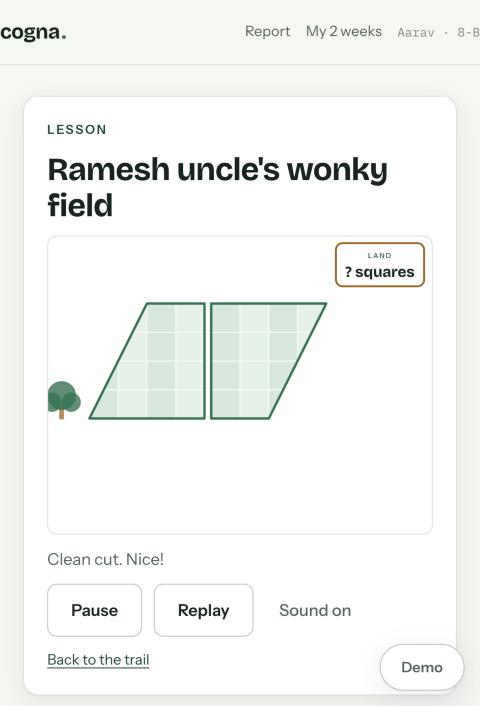 cogna.
Report My 2 weeks Aarav · 8-B
LESSON
Ramesh uncle's wonky
field
LAND
? squares
Clean cut. Nice!
Pause Replay Sound on
Back to the trail
Demo